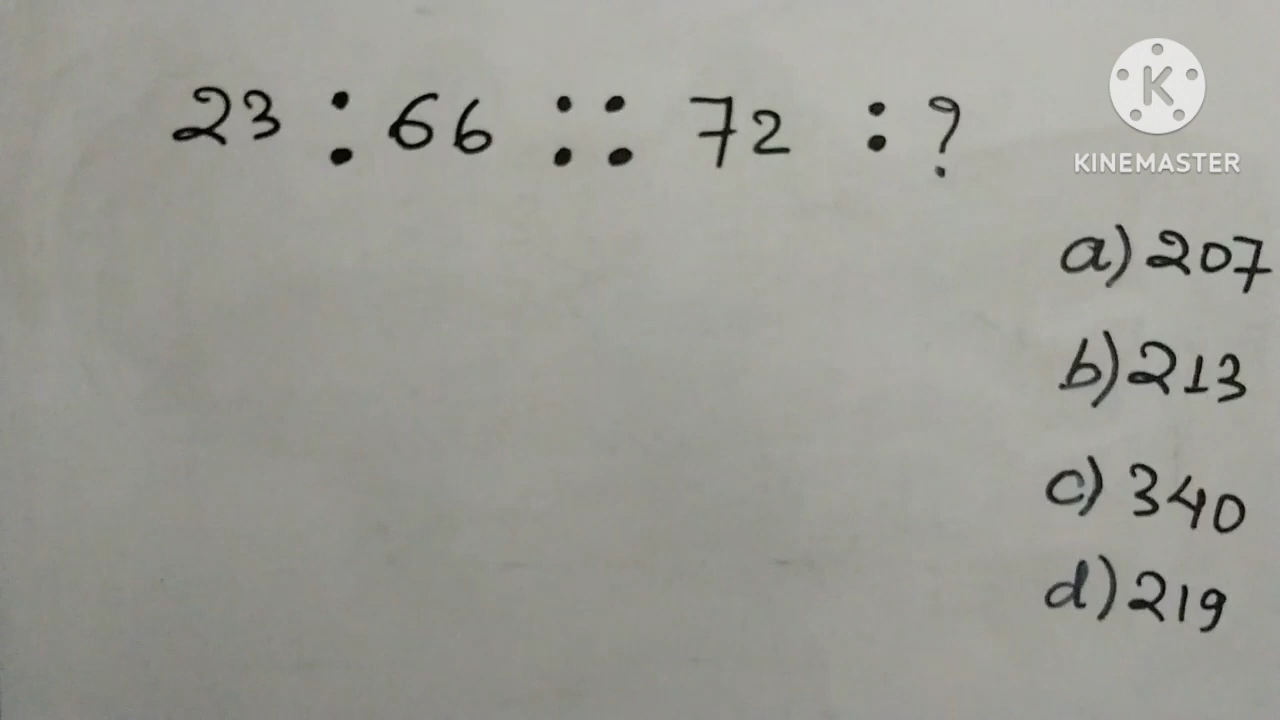 23 : 66 :: 72 : ?
K
KINEMASTER
a) 207
b) 213
c) 340
d) 219